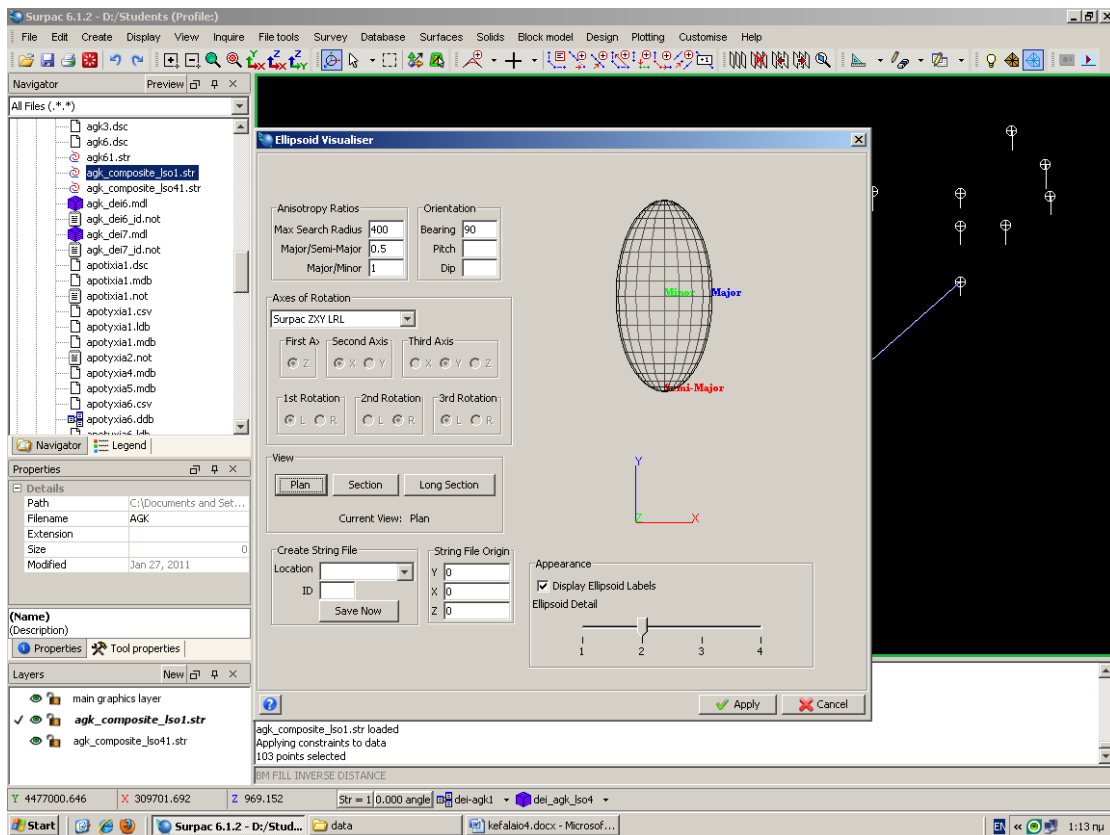 Surpac 6.1.2 - D:/Students (Profile:)
File Edit Create Display View Inquire File tools Survey Database Surfaces Solids Block model Design Plotting Customise Help
Navigator Preview
All Files (.*.*)
agk3.dsc
agk6.dsc
agk61.str
agk_composite_lso1.str
agk_composite_lso41.str
agk_dei6.mdl
agk_dei6_id.not
agk_dei7.mdl
agk_dei7_id.not
apotixia1.dsc
apotixia1.mdb
apotixia1.not
apotyxia1.csv
apotyxia1.ldb
apotyxia1.mdb
apotyxia2.not
apotyxia4.mdb
apotyxia5.mdb
apotyxia6.csv
apotyxia6.ddb
Navigator Legend
Properties
Details
Path C:\Documents and Set...
Filename AGK
Extension
Size 0
Modified Jan 27, 2011
(Name)
(Description)
Properties Tool properties
Layers New
main graphics layer
agk_composite_lso1.str
agk_composite_lso41.str
Ellipsoid Visualiser
Anisotropy Ratios
Max Search Radius 400
Major/Semi-Major 0.5
Major/Minor 1
Orientation
Bearing 90
Pitch
Dip
Axes of Rotation
Surpac ZXY LRL
First A Second Axis Third Axis
Z X Y X Y Z
1st Rotation 2nd Rotation 3rd Rotation
L R L R L R
View
Plan Section Long Section
Current View: Plan
Create String File
Location
ID
Save Now
String File Origin
Y 0
X 0
Z 0
Minor Major
Semi-Major
Y
Z X
Appearance
Display Ellipsoid Labels
Ellipsoid Detail
1 2 3 4
Apply Cancel
agk_composite_lso1.str loaded
Applying constraints to data
103 points selected
BM FILL INVERSE DISTANCE
Y 4477000.646 X 309701.692 Z 969.152 Str = 1 0.000 angle dei-agk1 dei_agk_lso4
Start Surpac 6.1.2 - D:/Stud... data kefalaio4.docx - Microsof... EN « 1:13 πμ